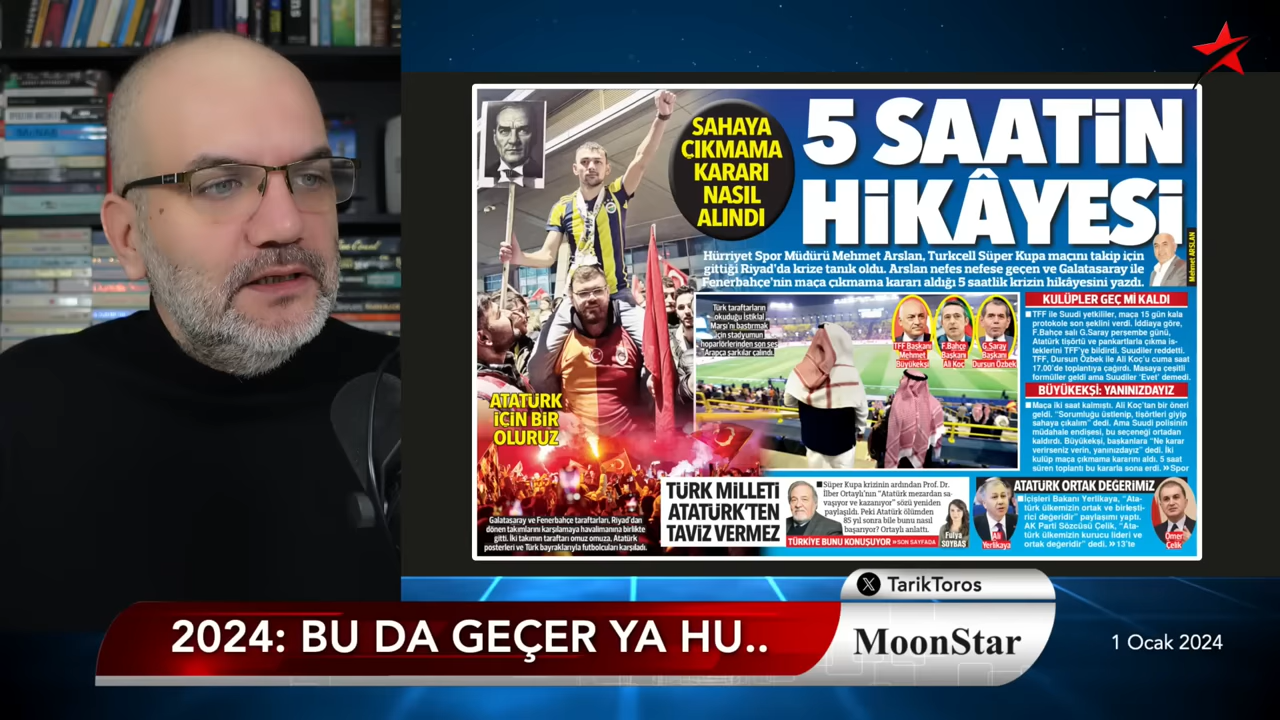 SAHAYA
ÇIKMAMA
KARARI
NASIL
ALINDI
5 SAATİN
HİKÂYESİ
Mehmet ARSLAN
Hürriyet Spor Müdürü Mehmet Arslan, Turkcell Süper Kupa maçını takip için
gittiği Riyad'da krize tanık oldu. Arslan nefes nefese geçen ve Galatasaray ile
Fenerbahçe'nin maça çıkmama kararı aldığı 5 saatlik krizin hikâyesini yazdı.
Türk taraftarların
okuduğu İstiklal
Marşı'nı bastırmak
için stadyumun
hoparlörlerinden son ses
Arapça şarkılar çalındı.
TFF Başkanı
Mehmet
Büyükekşi
F.Bahçe
Başkanı
Ali Koç
G.Saray
Başkanı
Dursun Özbek
KULÜPLER GEÇ Mİ KALDI
TFF ile Suudi yetkililer, maça 15 gün kala
protokole son şeklini verdi. İddiaya göre,
F.Bahçe salı G.Saray perşembe günü,
Atatürk tişörtü ve pankartlarla çıkma is-
teklerini TFF'ye bildirdi. Suudiler reddetti.
TFF, Dursun Özbek ile Ali Koç'u cuma saat
17.00'de toplantıya çağırdı. Masaya çeşitli
formüller geldi ama Suudiler 'Evet' demedi.
BÜYÜKEKŞİ: YANINIZDAYIZ
Maça iki saat kalmıştı. Ali Koç'tan bir öneri
geldi. "Sorumluğu üstlenip, tişörtleri giyip
sahaya çıkalım" dedi. Ama Suudi polisinin
müdahale endişesi, bu seçeneği ortadan
kaldırdı. Büyükekşi, başkanlara "Ne karar
verirseniz verin, yanınızdayız" dedi. İki
kulüp maça çıkmama kararını aldı. 5 saat
süren toplantı bu kararla sona erdi. »Spor
ATATÜRK
İÇİN BİR
OLURUZ
Galatasaray ve Fenerbahçe taraftarları, Riyad'dan
dönen takımlarını karşılamaya havalimanına birlikte
gitti. İki takımın taraftarı omuz omuza, Atatürk
posterleri ve Türk bayraklarıyla futbolcuları karşıladı.
TÜRK MİLLETİ
ATATÜRK'TEN
TAVİZ VERMEZ
Süper Kupa krizinin ardından Prof. Dr.
İlber Ortaylı'nın "Atatürk mezardan sa-
vaşıyor ve kazanıyor" sözü yeniden
paylaşıldı. Peki Atatürk ölümden
85 yıl sonra bile bunu nasıl
başarıyor? Ortaylı anlattı.
TÜRKİYE BUNU KONUŞUYOR »SON SAYFADA
Fulya
SOYBAŞ
ATATÜRK ORTAK DEĞERİMİZ
İçişleri Bakanı Yerlikaya, "Ata-
türk ülkemizin ortak ve birleşti-
rici değeridir" paylaşımı yaptı.
AK Parti Sözcüsü Çelik, "Ata-
türk ülkemizin kurucu lideri ve
ortak değeridir" dedi. »13'te
Ali
Yerlikaya
Ömer
Çelik
X TarikToros
2024: BU DA GEÇER YA HU..
MoonStar
1 Ocak 2024